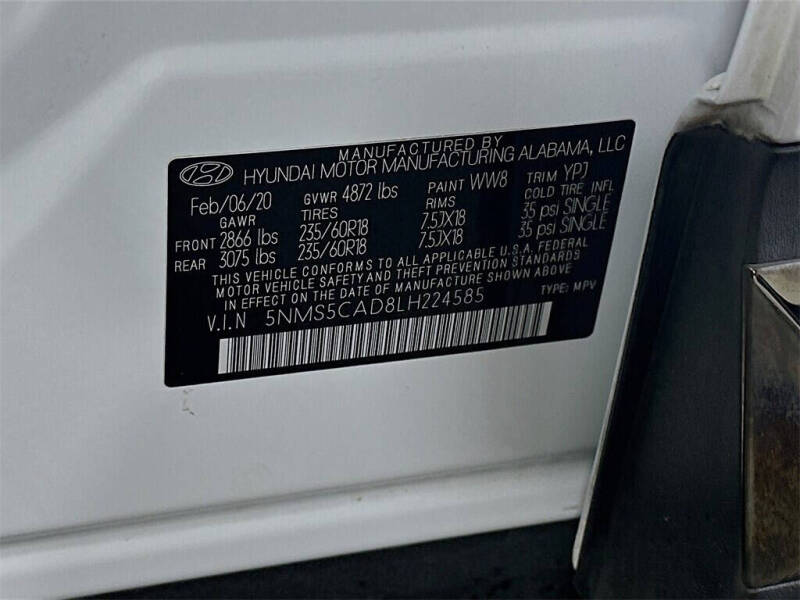 MANUFACTURED BY
HYUNDAI MOTOR MANUFACTURING ALABAMA, LLC
Feb/06/20 GVWR 4872 lbs PAINT WW8 TRIM YPJ
GAWR TIRES RIMS COLD TIRE INFL
FRONT 2866 lbs 235/60R18 7.5JX18 35 psi SINGLE
REAR 3075 lbs 235/60R18 7.5JX18 35 psi SINGLE
THIS VEHICLE CONFORMS TO ALL APPLICABLE U.S.A. FEDERAL
MOTOR VEHICLE SAFETY AND THEFT PREVENTION STANDARDS
IN EFFECT ON THE DATE OF MANUFACTURE SHOWN ABOVE
V.I.N 5NMS5CAD8LH224585 TYPE: MPV